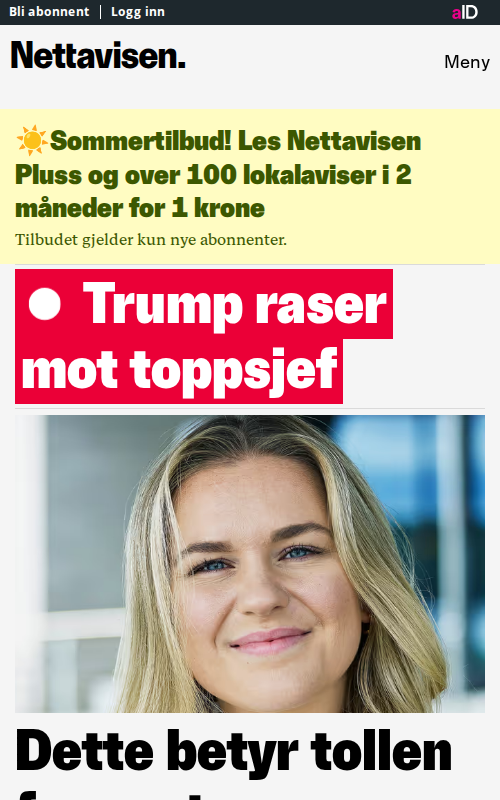 Bli abonnent | Logg inn
aID
Nettavisen.
Meny
Sommertilbud! Les Nettavisen
Pluss og over 100 lokalaviser i 2
måneder for 1 krone
Tilbudet gjelder kun nye abonnenter.
Trump raser
mot toppsjef
Dette betyr tollen